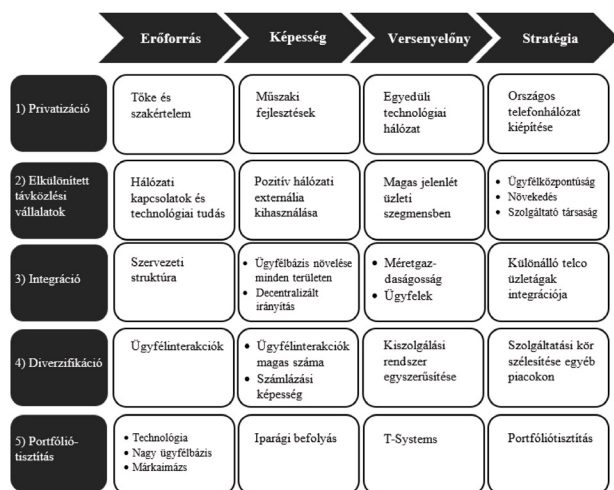 Erőforrás
Képesség
Versenyelőny
Stratégia
1) Privatizáció
Tőke és
szakértelem
Műszaki
fejlesztések
Egyedüli
technológiai
hálózat
Országos
telefonhálózat
kiépítése
2) Elkülönített
távközlési
vállalatok
Hálózati
kapcsolatok és
technológiai tudás
Pozitív hálózati
externália
kihasználása
Magas jelenlét
üzleti
szegmensben
• Ügyfélközpontúság
• Növekedés
• Szolgáltató társaság
3) Integráció
Szervezeti
struktúra
• Ügyfélbázis növelése
minden területen
• Decentralizált
irányítás
• Méretgaz-
daságosság
• Ügyfelek
Különálló telco
üzletágak
integrációja
4) Diverzifikáció
Ügyfélinterakciók
• Ügyfélinterakciók
magas száma
• Számlázási
képesség
Kiszolgálási
rendszer
egyszerűsítése
Szolgáltatási kör
szélesítése egyéb
piacokon
5) Portfólió-
tisztítás
• Technológia
• Nagy ügyfélbázis
• Márkaimázs
Iparági befolyás
T-Systems
Portfóliótisztítás